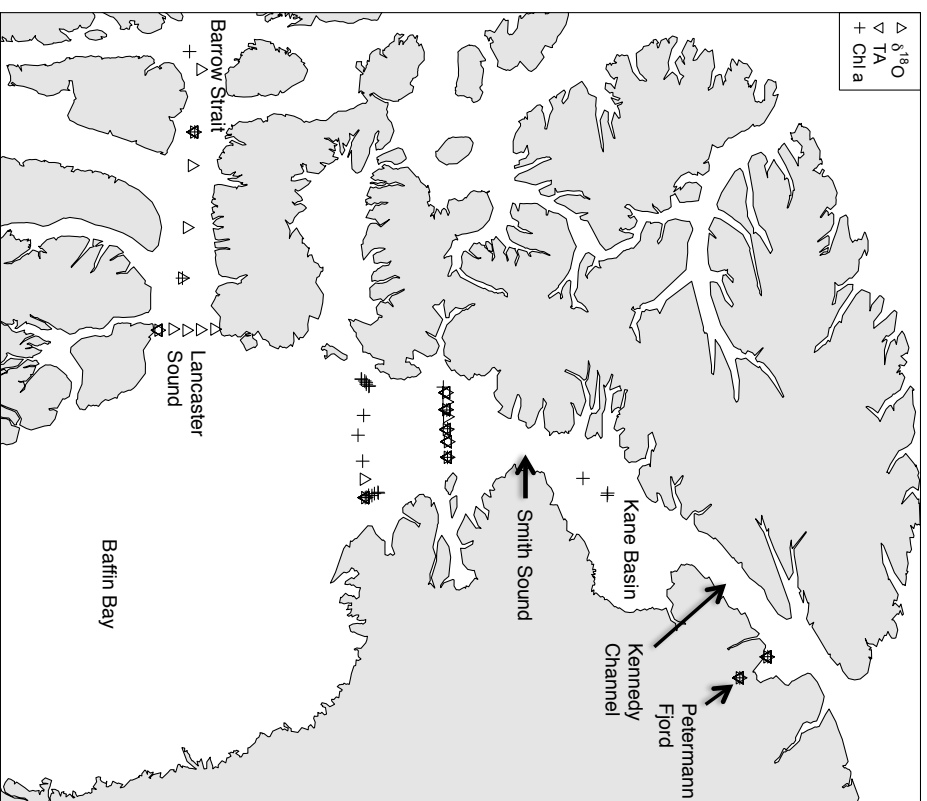 δ¹⁸O
TA
Chl a
Barrow Strait
Lancaster
Sound
Baffin Bay
Smith Sound
Kane Basin
Kennedy
Channel
Petermann
Fjord